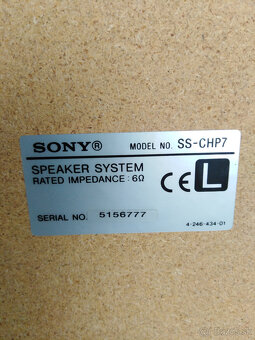 SONY® MODEL NO. SS-CHP7
SPEAKER SYSTEM
RATED IMPEDANCE : 6Ω
CE L
SERIAL NO. 5156777
4-246-434-01